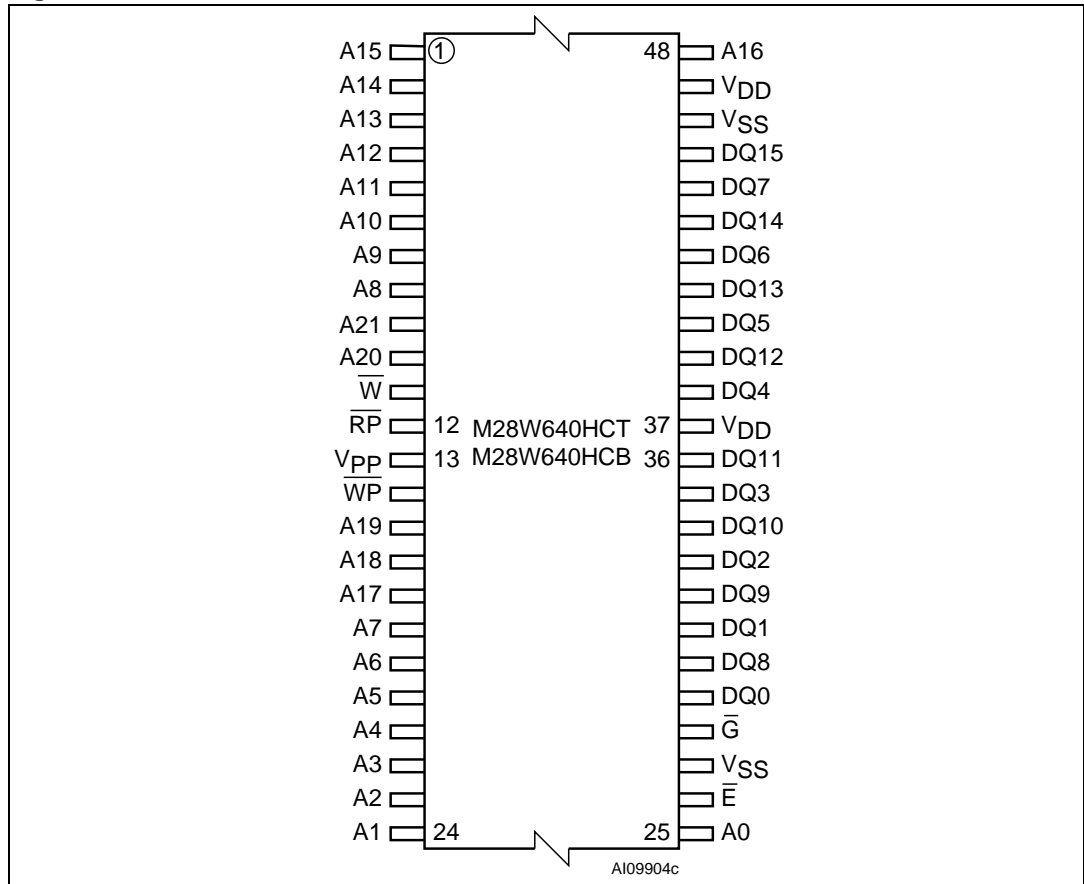 A15 ① 48 A16
A14 VDD
A13 VSS
A12 DQ15
A11 DQ7
A10 DQ14
A9 DQ6
A8 DQ13
A21 DQ5
A20 DQ12
W̅ DQ4
R̅P̅ 12 M28W640HCT 37 VDD
VPP 13 M28W640HCB 36 DQ11
W̅P̅ DQ3
A19 DQ10
A18 DQ2
A17 DQ9
A7 DQ1
A6 DQ8
A5 DQ0
A4 G̅
A3 VSS
A2 E̅
A1 24 25 A0
AI09904c